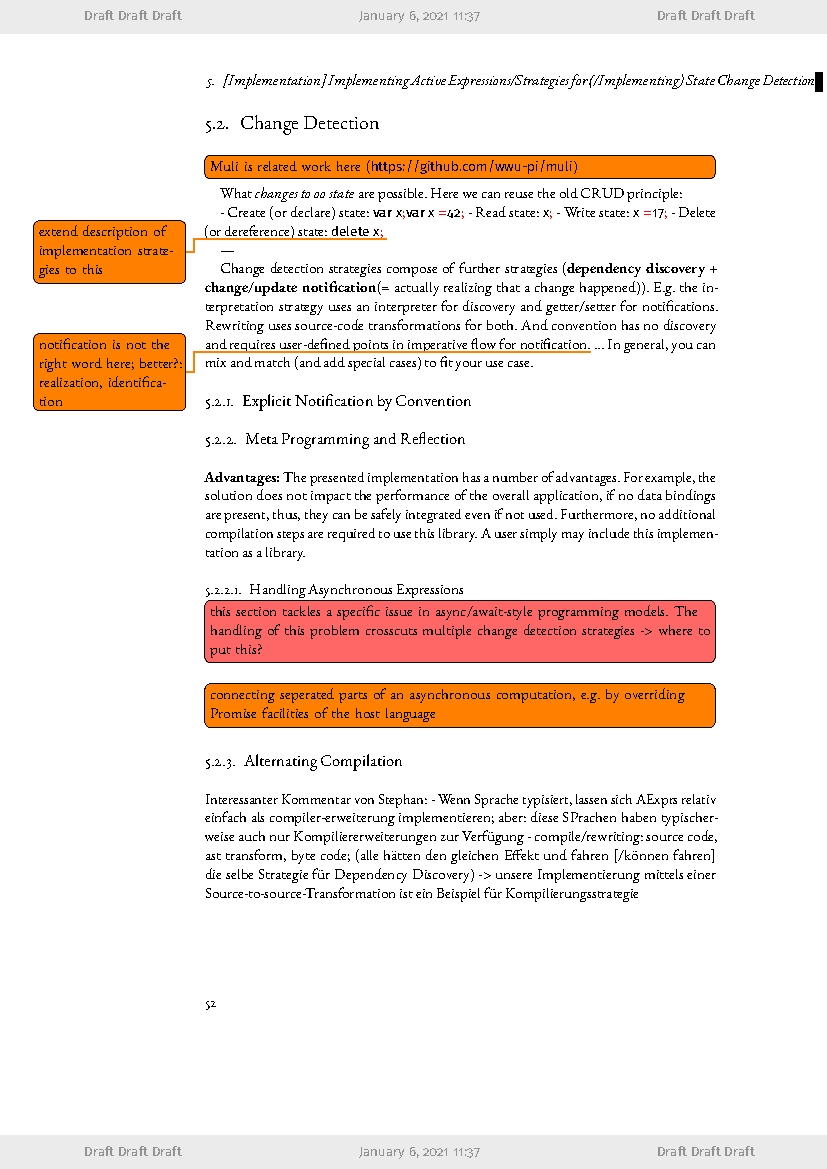 Draft Draft Draft January 6, 2021 11:37 Draft Draft Draft
5. [Implementation] Implementing Active Expressions/Strategies for(/Implementing) State Change Detection
5.2. Change Detection
Muli is related work here (https://github.com/wwu-pi/muli)
What changes to oo state are possible. Here we can reuse the old CRUD principle:
- Create (or declare) state: var x;var x =42; - Read state: x; - Write state: x =17; - Delete
(or dereference) state: delete x;
extend description of
implementation strate-
gies to this
—
Change detection strategies compose of further strategies (dependency discovery +
change/update notification(= actually realizing that a change happened)). E.g. the in-
terpretation strategy uses an interpreter for discovery and getter/setter for notifications.
Rewriting uses source-code transformations for both. And convention has no discovery
and requires user-defined points in imperative flow for notification. ... In general, you can
mix and match (and add special cases) to fit your use case.
notification is not the
right word here; better?:
realization, identifica-
tion
5.2.1. Explicit Notification by Convention
5.2.2. Meta Programming and Reflection
Advantages: The presented implementation has a number of advantages. For example, the
solution does not impact the performance of the overall application, if no data bindings
are present, thus, they can be safely integrated even if not used. Furthermore, no additional
compilation steps are required to use this library. A user simply may include this implemen-
tation as a library.
5.2.2.1. Handling Asynchronous Expressions
this section tackles a specific issue in async/await-style programming models. The
handling of this problem crosscuts multiple change detection strategies -> where to
put this?
connecting seperated parts of an asynchronous computation, e.g. by overriding
Promise facilities of the host language
5.2.3. Alternating Compilation
Interessanter Kommentar von Stephan: - Wenn Sprache typisiert, lassen sich AExprs relativ
einfach als compiler-erweiterung implementieren; aber: diese SPrachen haben typischer-
weise auch nur Kompiliererweiterungen zur Verfügung - compile/rewriting: source code,
ast transform, byte code; (alle hätten den gleichen Effekt und fahren [/können fahren]
die selbe Strategie für Dependency Discovery) -> unsere Implementierung mittels einer
Source-to-source-Transformation ist ein Beispiel für Kompilierungsstrategie
52
Draft Draft Draft January 6, 2021 11:37 Draft Draft Draft